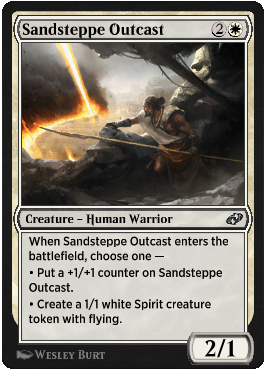 Sandsteppe Outcast 2
Creature – Human Warrior
When Sandsteppe Outcast enters the
battlefield, choose one —
• Put a +1/+1 counter on Sandsteppe
Outcast.
• Create a 1/1 white Spirit creature
token with flying.
Wesley Burt
2/1